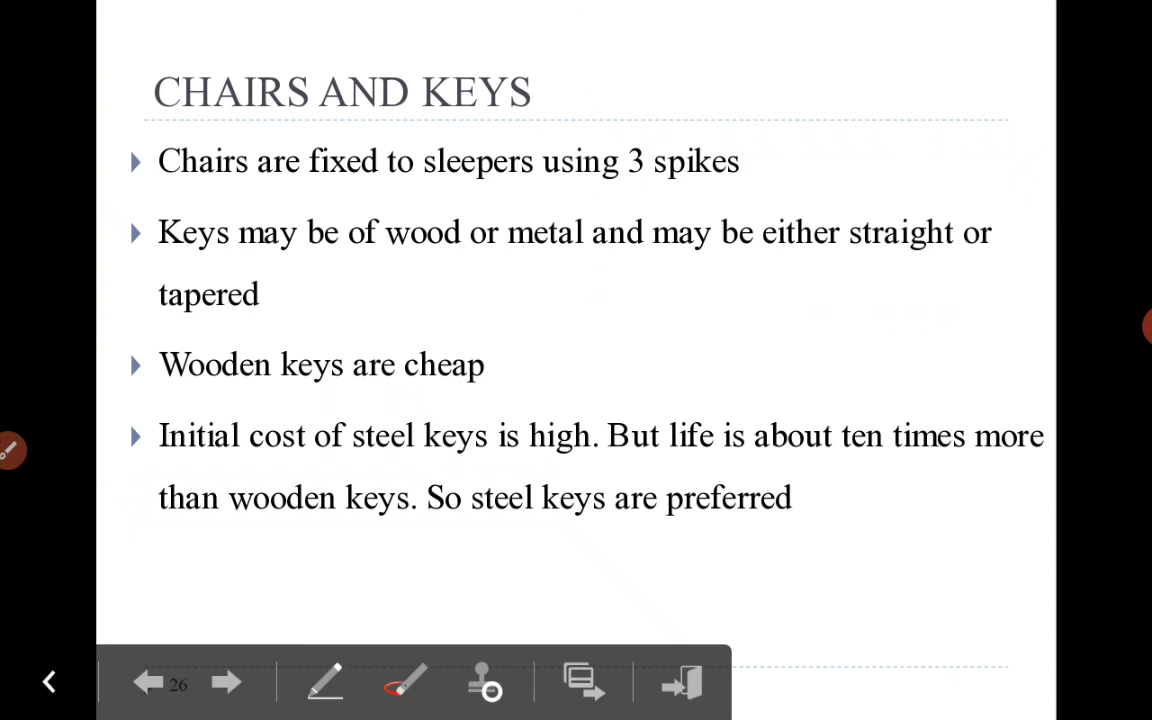 CHAIRS AND KEYS
Chairs are fixed to sleepers using 3 spikes
Keys may be of wood or metal and may be either straight or
tapered
Wooden keys are cheap
Initial cost of steel keys is high. But life is about ten times more
than wooden keys. So steel keys are preferred
26